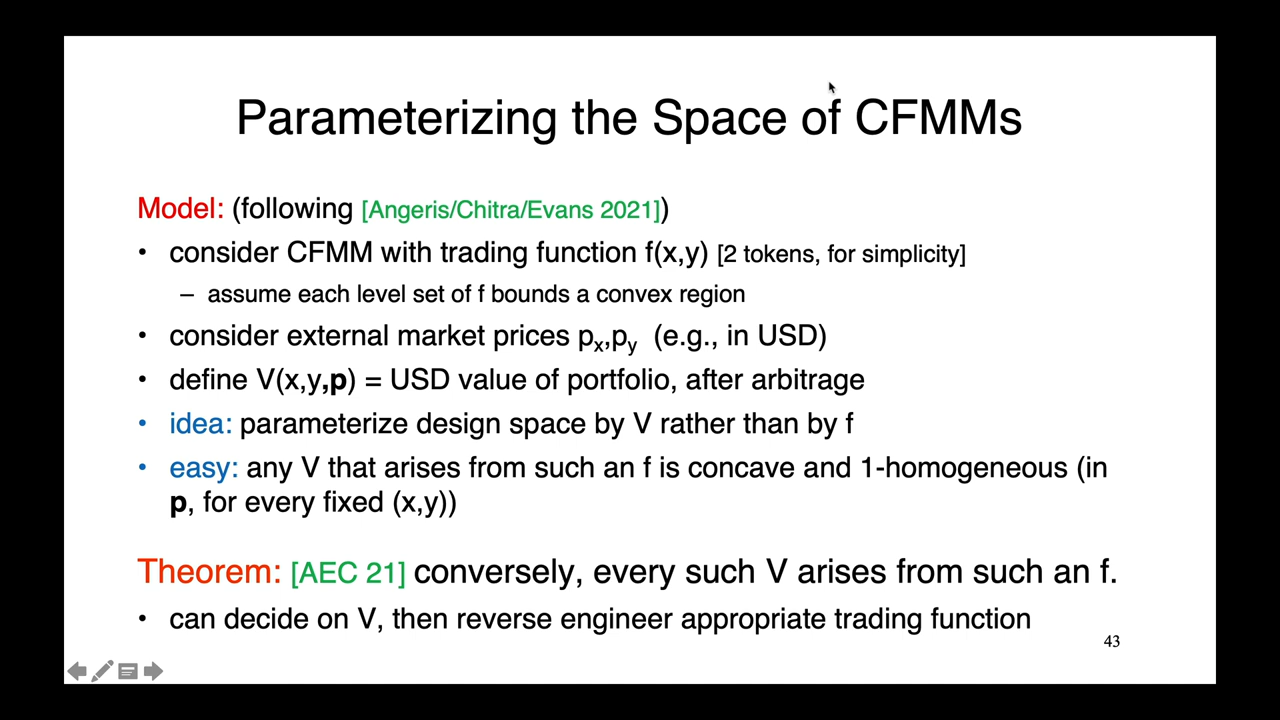 Parameterizing the Space of CFMMs
Model: (following [Angeris/Chitra/Evans 2021])
• consider CFMM with trading function f(x,y) [2 tokens, for simplicity]
– assume each level set of f bounds a convex region
• consider external market prices px,py (e.g., in USD)
• define V(x,y,p) = USD value of portfolio, after arbitrage
• idea: parameterize design space by V rather than by f
• easy: any V that arises from such an f is concave and 1-homogeneous (in
p, for every fixed (x,y))
Theorem: [AEC 21] conversely, every such V arises from such an f.
• can decide on V, then reverse engineer appropriate trading function
43